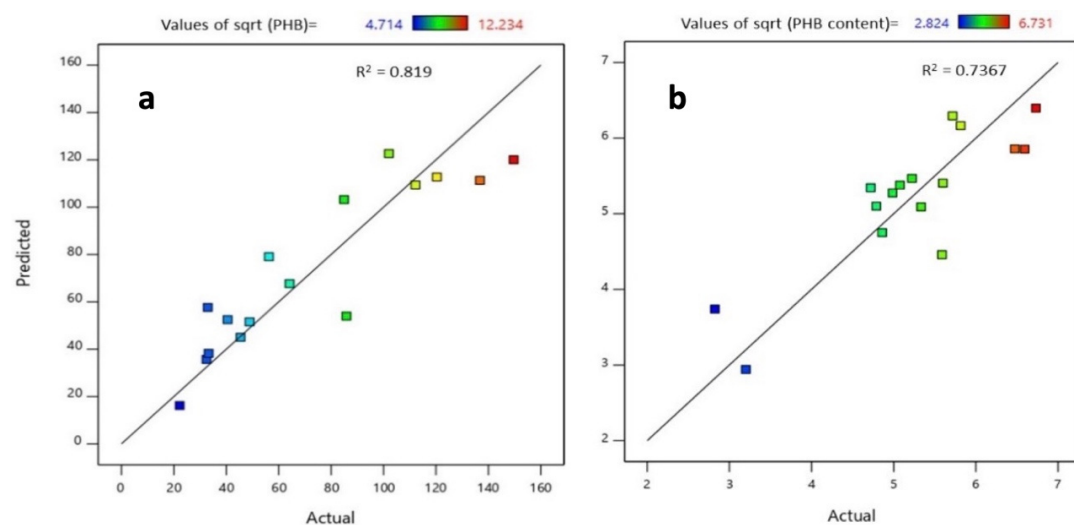 Values of sqrt (PHB)= 4.714 12.234
a
R² = 0.819
160
140
120
100
80
60
40
20
0
Predicted
0 20 40 60 80 100 120 140 160
Actual
Values of sqrt (PHB content)= 2.824 6.731
b
R² = 0.7367
7
6
5
4
3
2
2 3 4 5 6 7
Actual